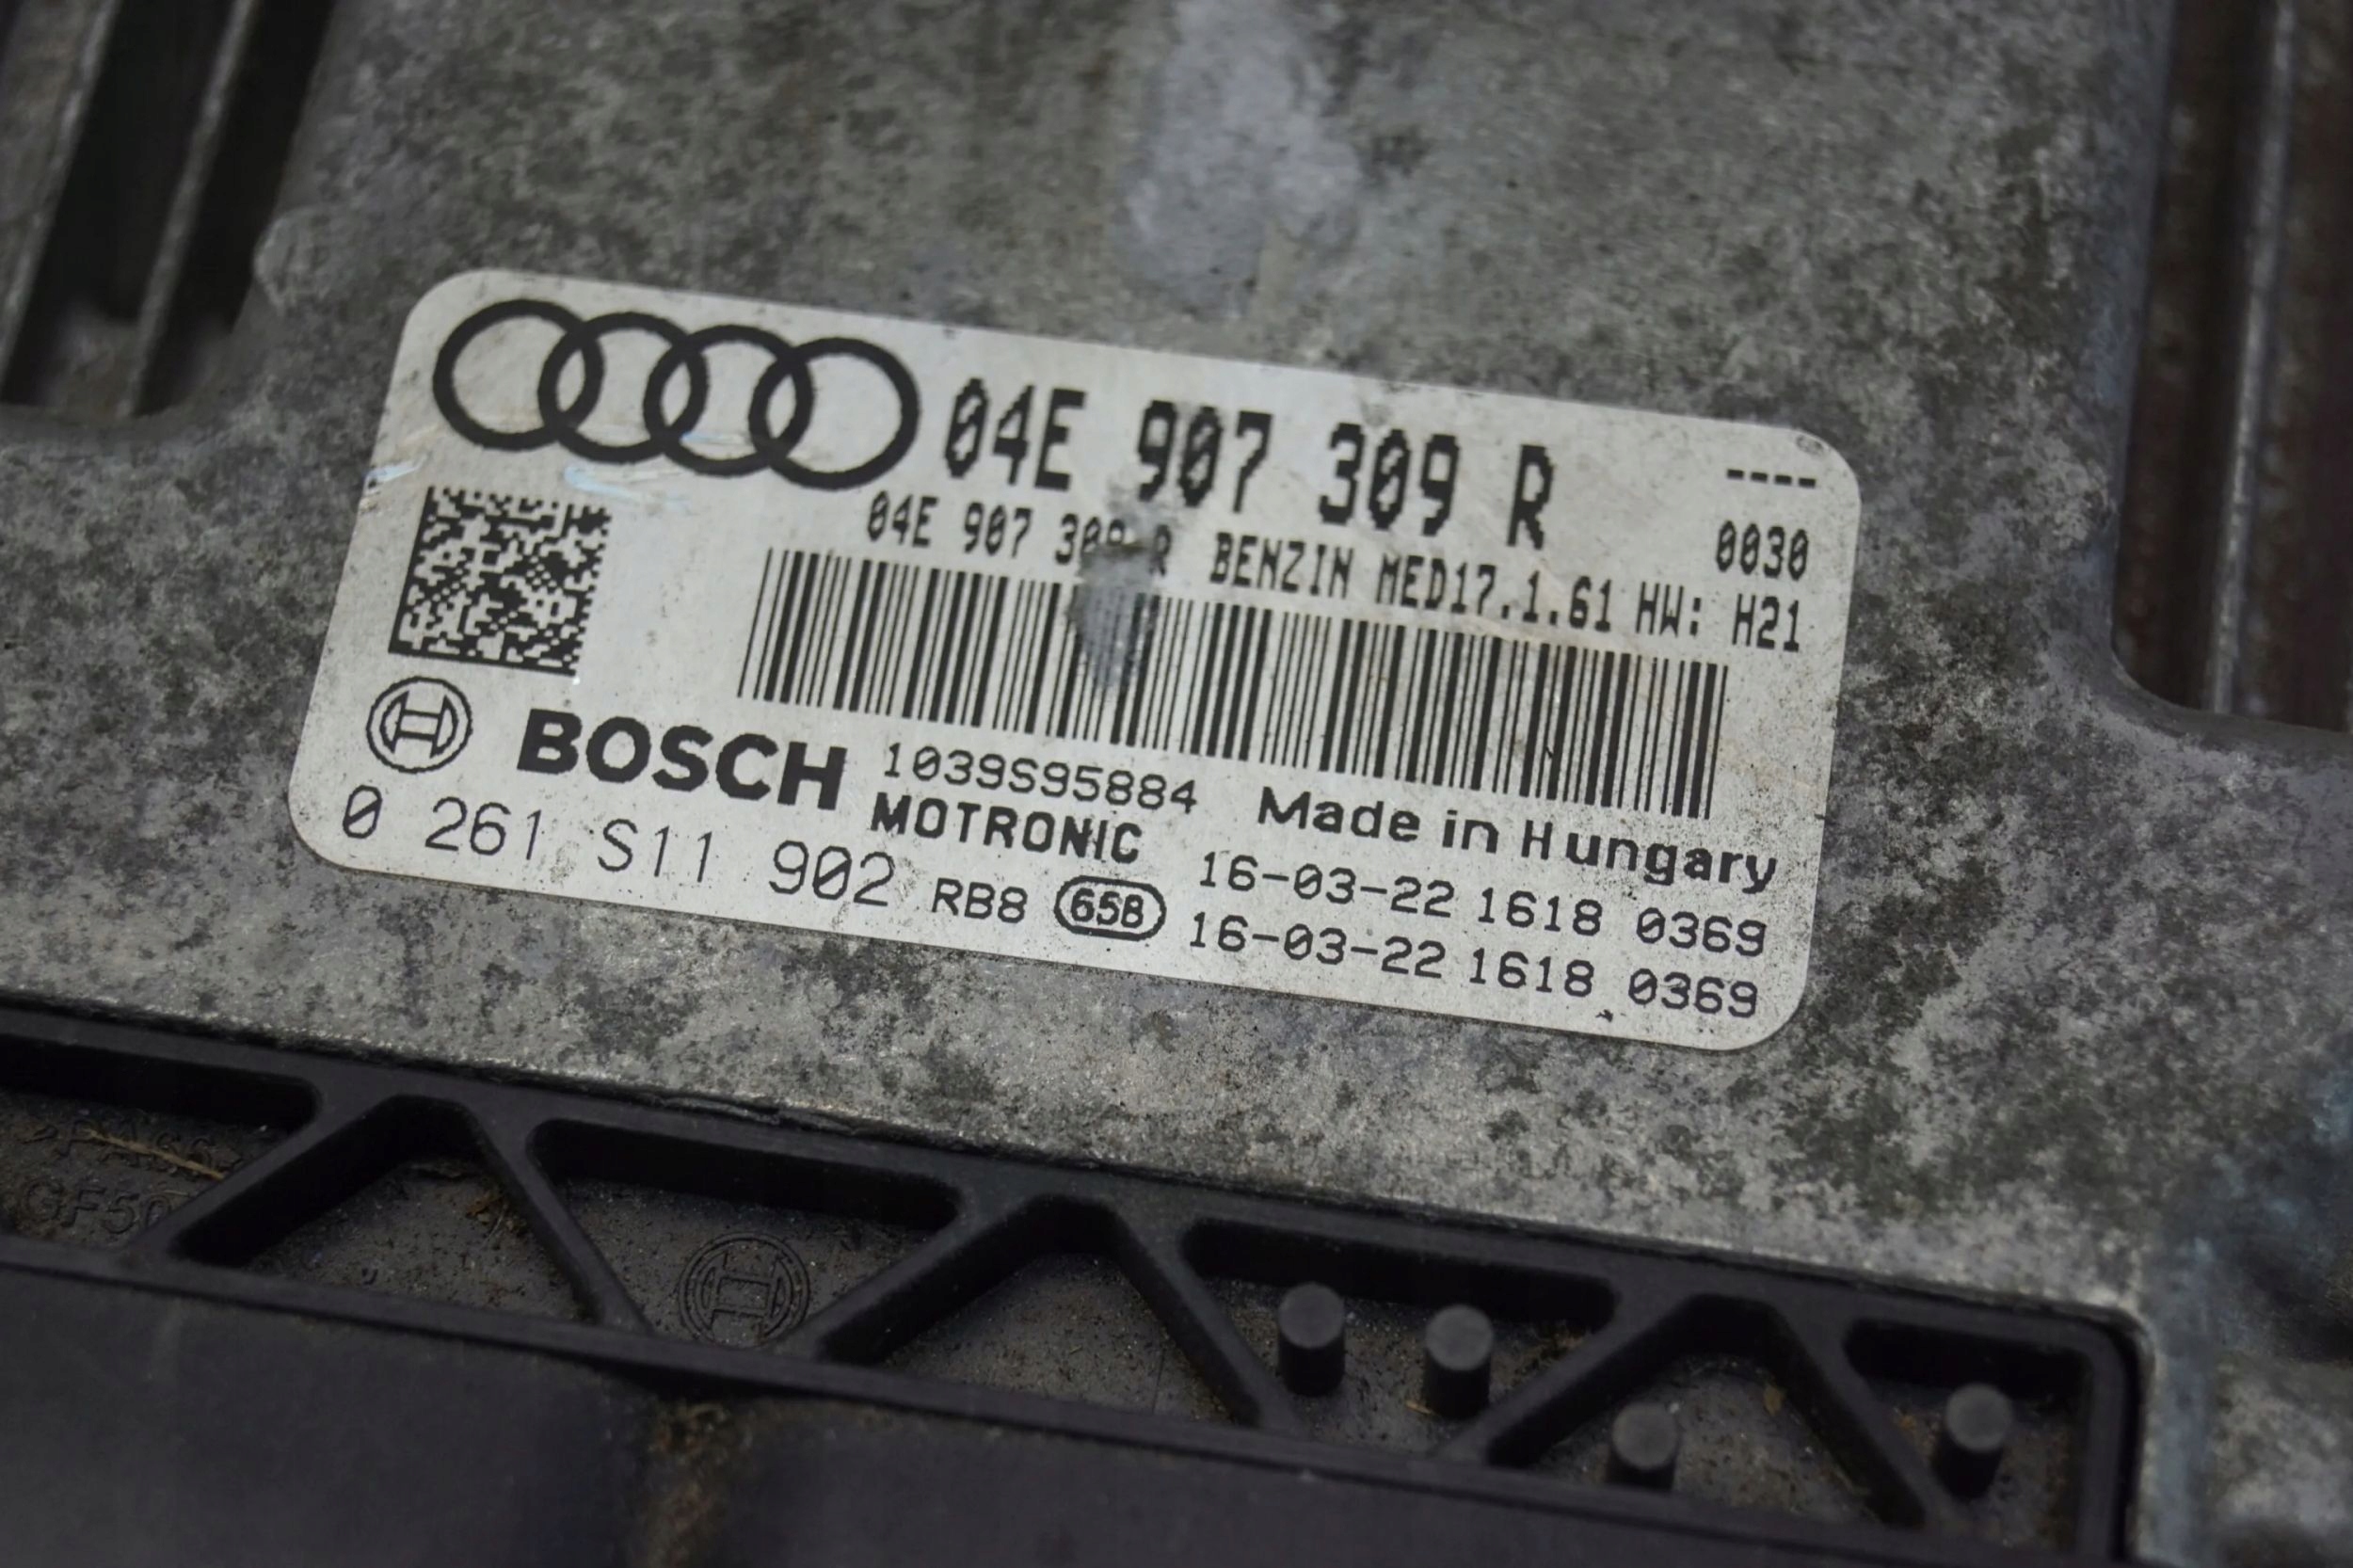 04E 907 309 R ----
0030
04E 907 309 R BENZIN MED17.1.61 HW: H21
BOSCH 1039S95884 Made in Hungary
MOTRONIC
0 261 S11 902 RB8 65B 16-03-22 1618 0369
16-03-22 1618 0369